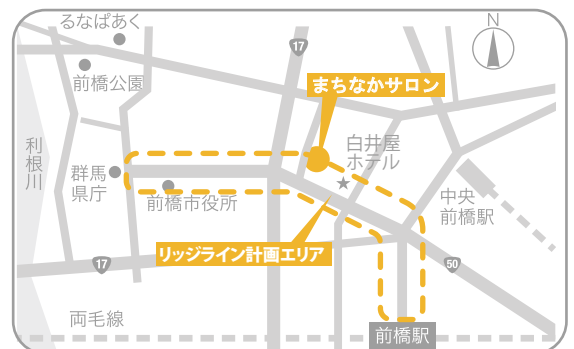 るなぱあく
17
N
前橋公園
まちなかサロン
利根川
白井屋
ホテル
群馬
県庁
前橋市役所
中央
前橋駅
リッジライン計画エリア
17
50
両毛線
前橋駅